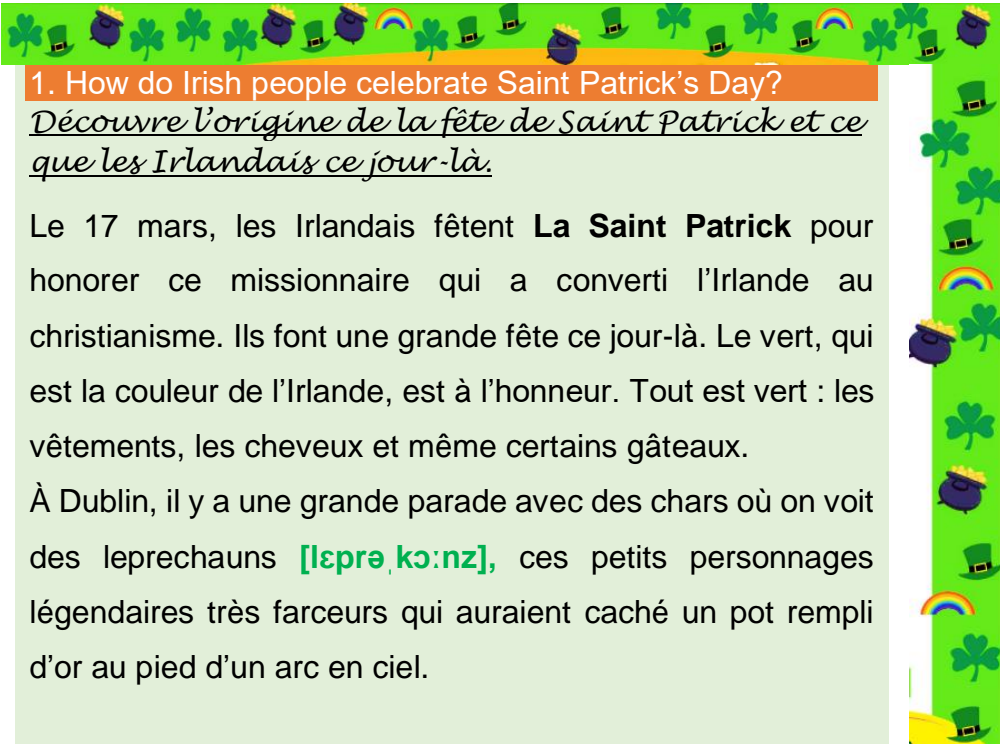 1. How do Irish people celebrate Saint Patrick’s Day?
Découvre l’origine de la fête de Saint Patrick et ce
que les Irlandais ce jour-là.
Le 17 mars, les Irlandais fêtent La Saint Patrick pour
honorer ce missionnaire qui a converti l’Irlande au
christianisme. Ils font une grande fête ce jour-là. Le vert, qui
est la couleur de l’Irlande, est à l’honneur. Tout est vert : les
vêtements, les cheveux et même certains gâteaux.
À Dublin, il y a une grande parade avec des chars où on voit
des leprechauns [lɛprəˌkɔːnz], ces petits personnages
légendaires très farceurs qui auraient caché un pot rempli
d’or au pied d’un arc en ciel.